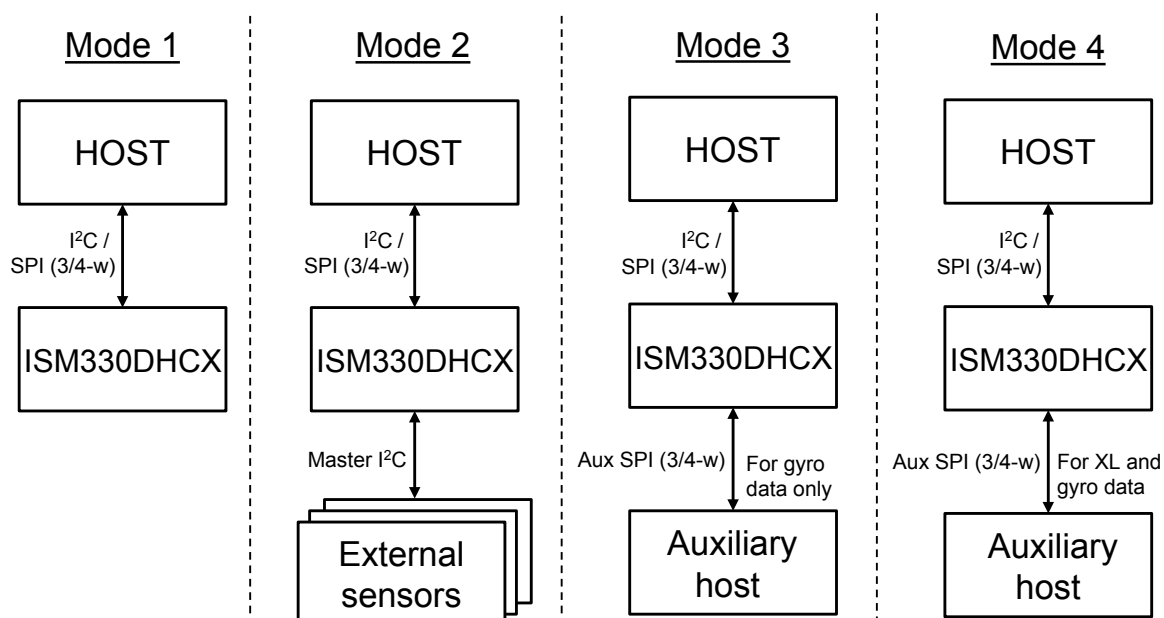 Mode 1
HOST
I²C /
SPI (3/4-w)
ISM330DHCX
Mode 2
HOST
I²C /
SPI (3/4-w)
ISM330DHCX
Master I²C
External
sensors
Mode 3
HOST
I²C /
SPI (3/4-w)
ISM330DHCX
Aux SPI (3/4-w)
For gyro
data only
Auxiliary
host
Mode 4
HOST
I²C /
SPI (3/4-w)
ISM330DHCX
Aux SPI (3/4-w)
For XL and
gyro data
Auxiliary
host